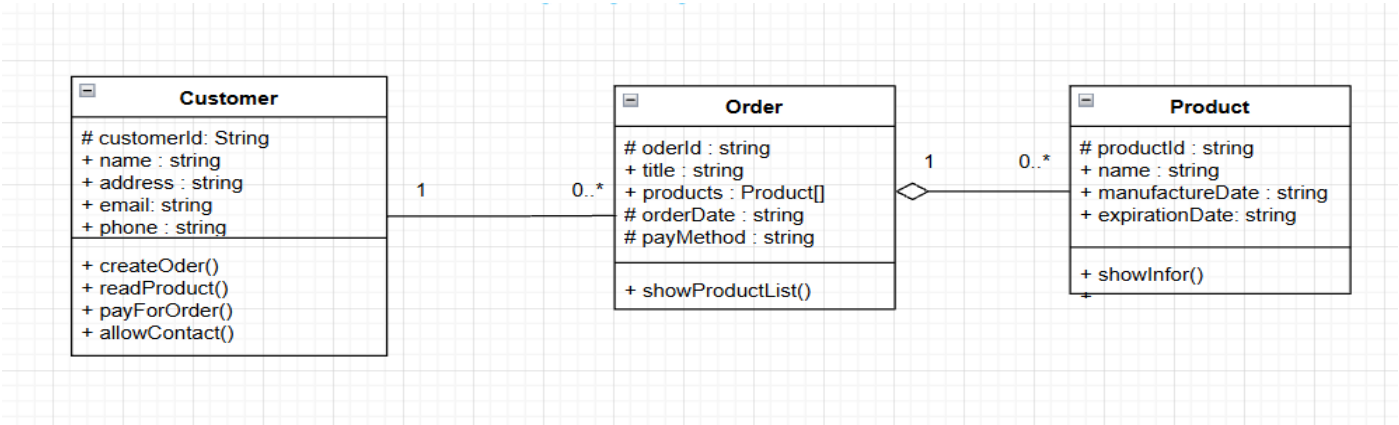 Customer
# customerId: String
+ name : string
+ address : string
+ email: string
+ phone : string
+ createOder()
+ readProduct()
+ payForOrder()
+ allowContact()
1
0..*
Order
# oderId : string
+ title : string
+ products : Product[]
# orderDate : string
# payMethod : string
+ showProductList()
1
0..*
Product
# productId : string
+ name : string
+ manufactureDate : string
+ expirationDate: string
+ showInfor()
+